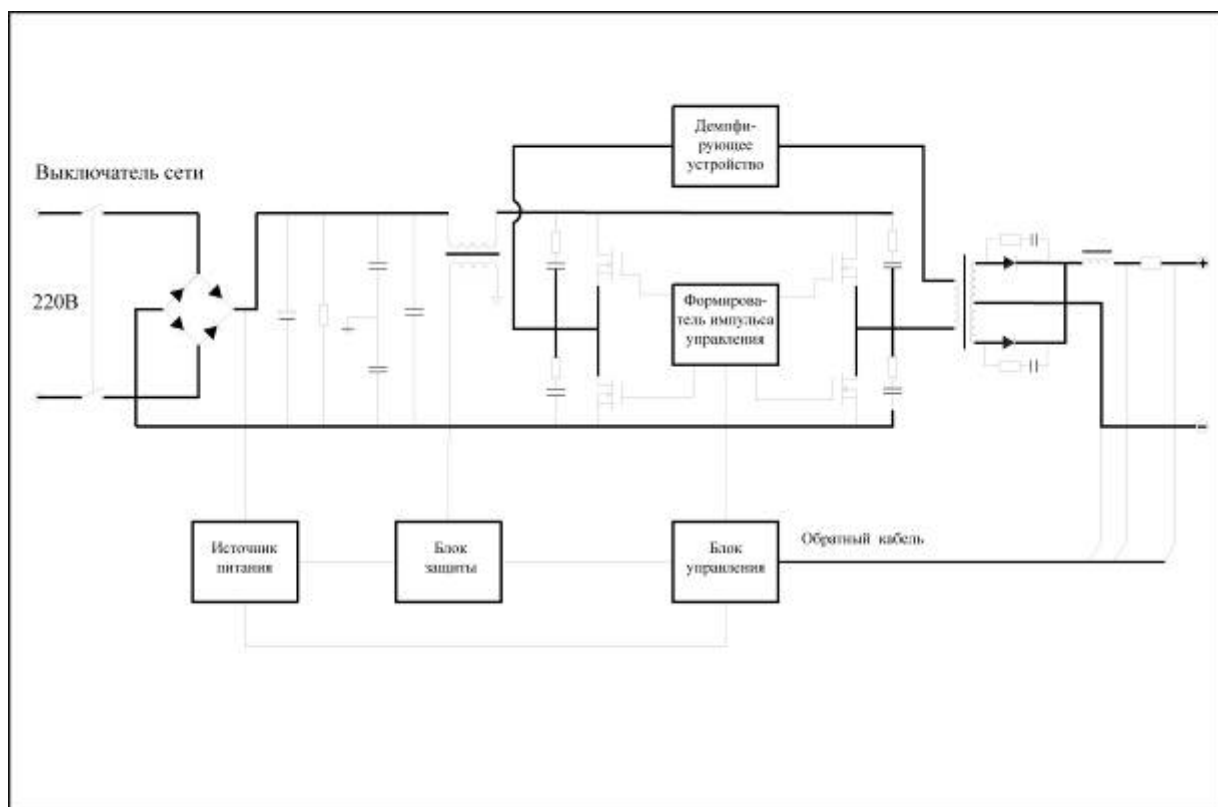 Демпфи-
рующее
устройство
Выключатель сети
220В
Формирова-
тель импульса
управления
+
-
Источник
питания
Блок
защиты
Блок
управления
Обратный кабель